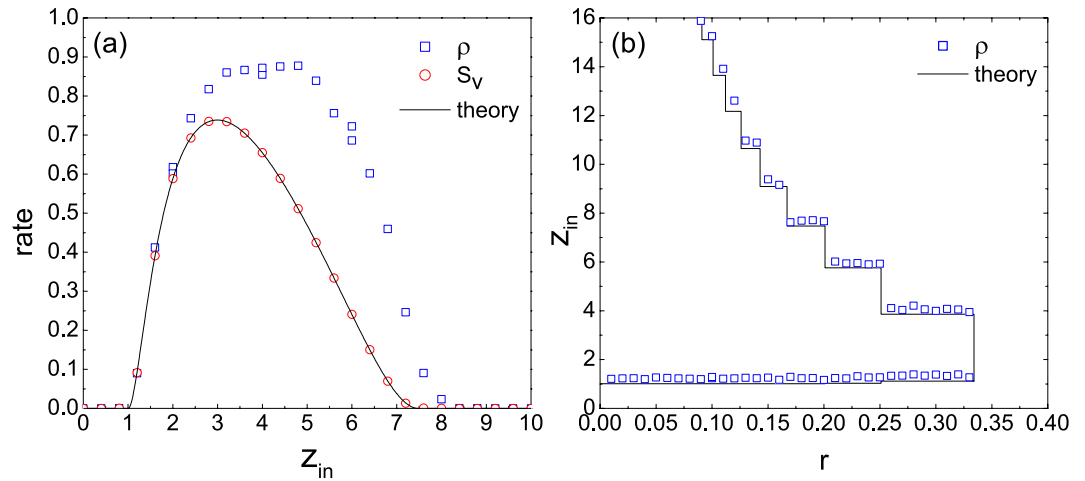 (a)
ρ
S_v
theory
rate
1.0
0.9
0.8
0.7
0.6
0.5
0.4
0.3
0.2
0.1
0.0
0 1 2 3 4 5 6 7 8 9 10
z_in
(b)
ρ
theory
z_in
16
14
12
10
8
6
4
2
0
0.00 0.05 0.10 0.15 0.20 0.25 0.30 0.35 0.40
r